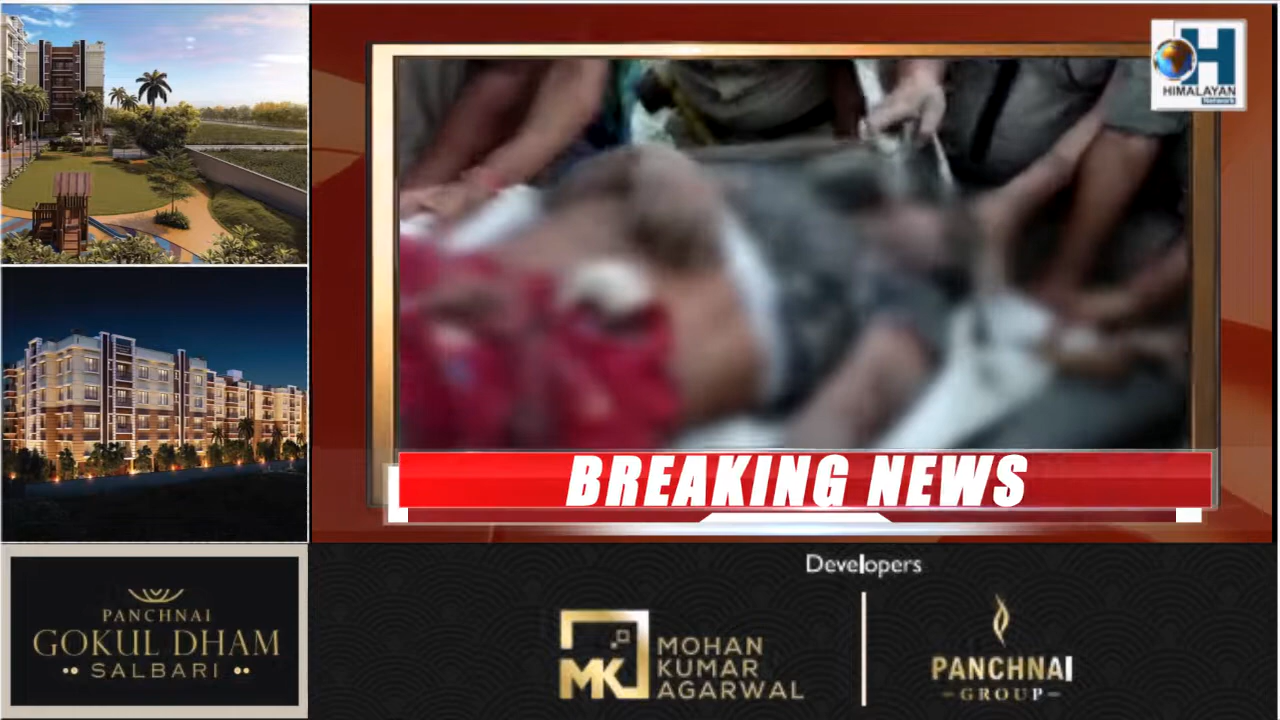 H
HIMALAYAN
Network
BREAKING NEWS
PANCHNAI
GOKUL DHAM
SALBARI
Developers
MK
MOHAN
KUMAR
AGARWAL
PANCHNAI
GROUP